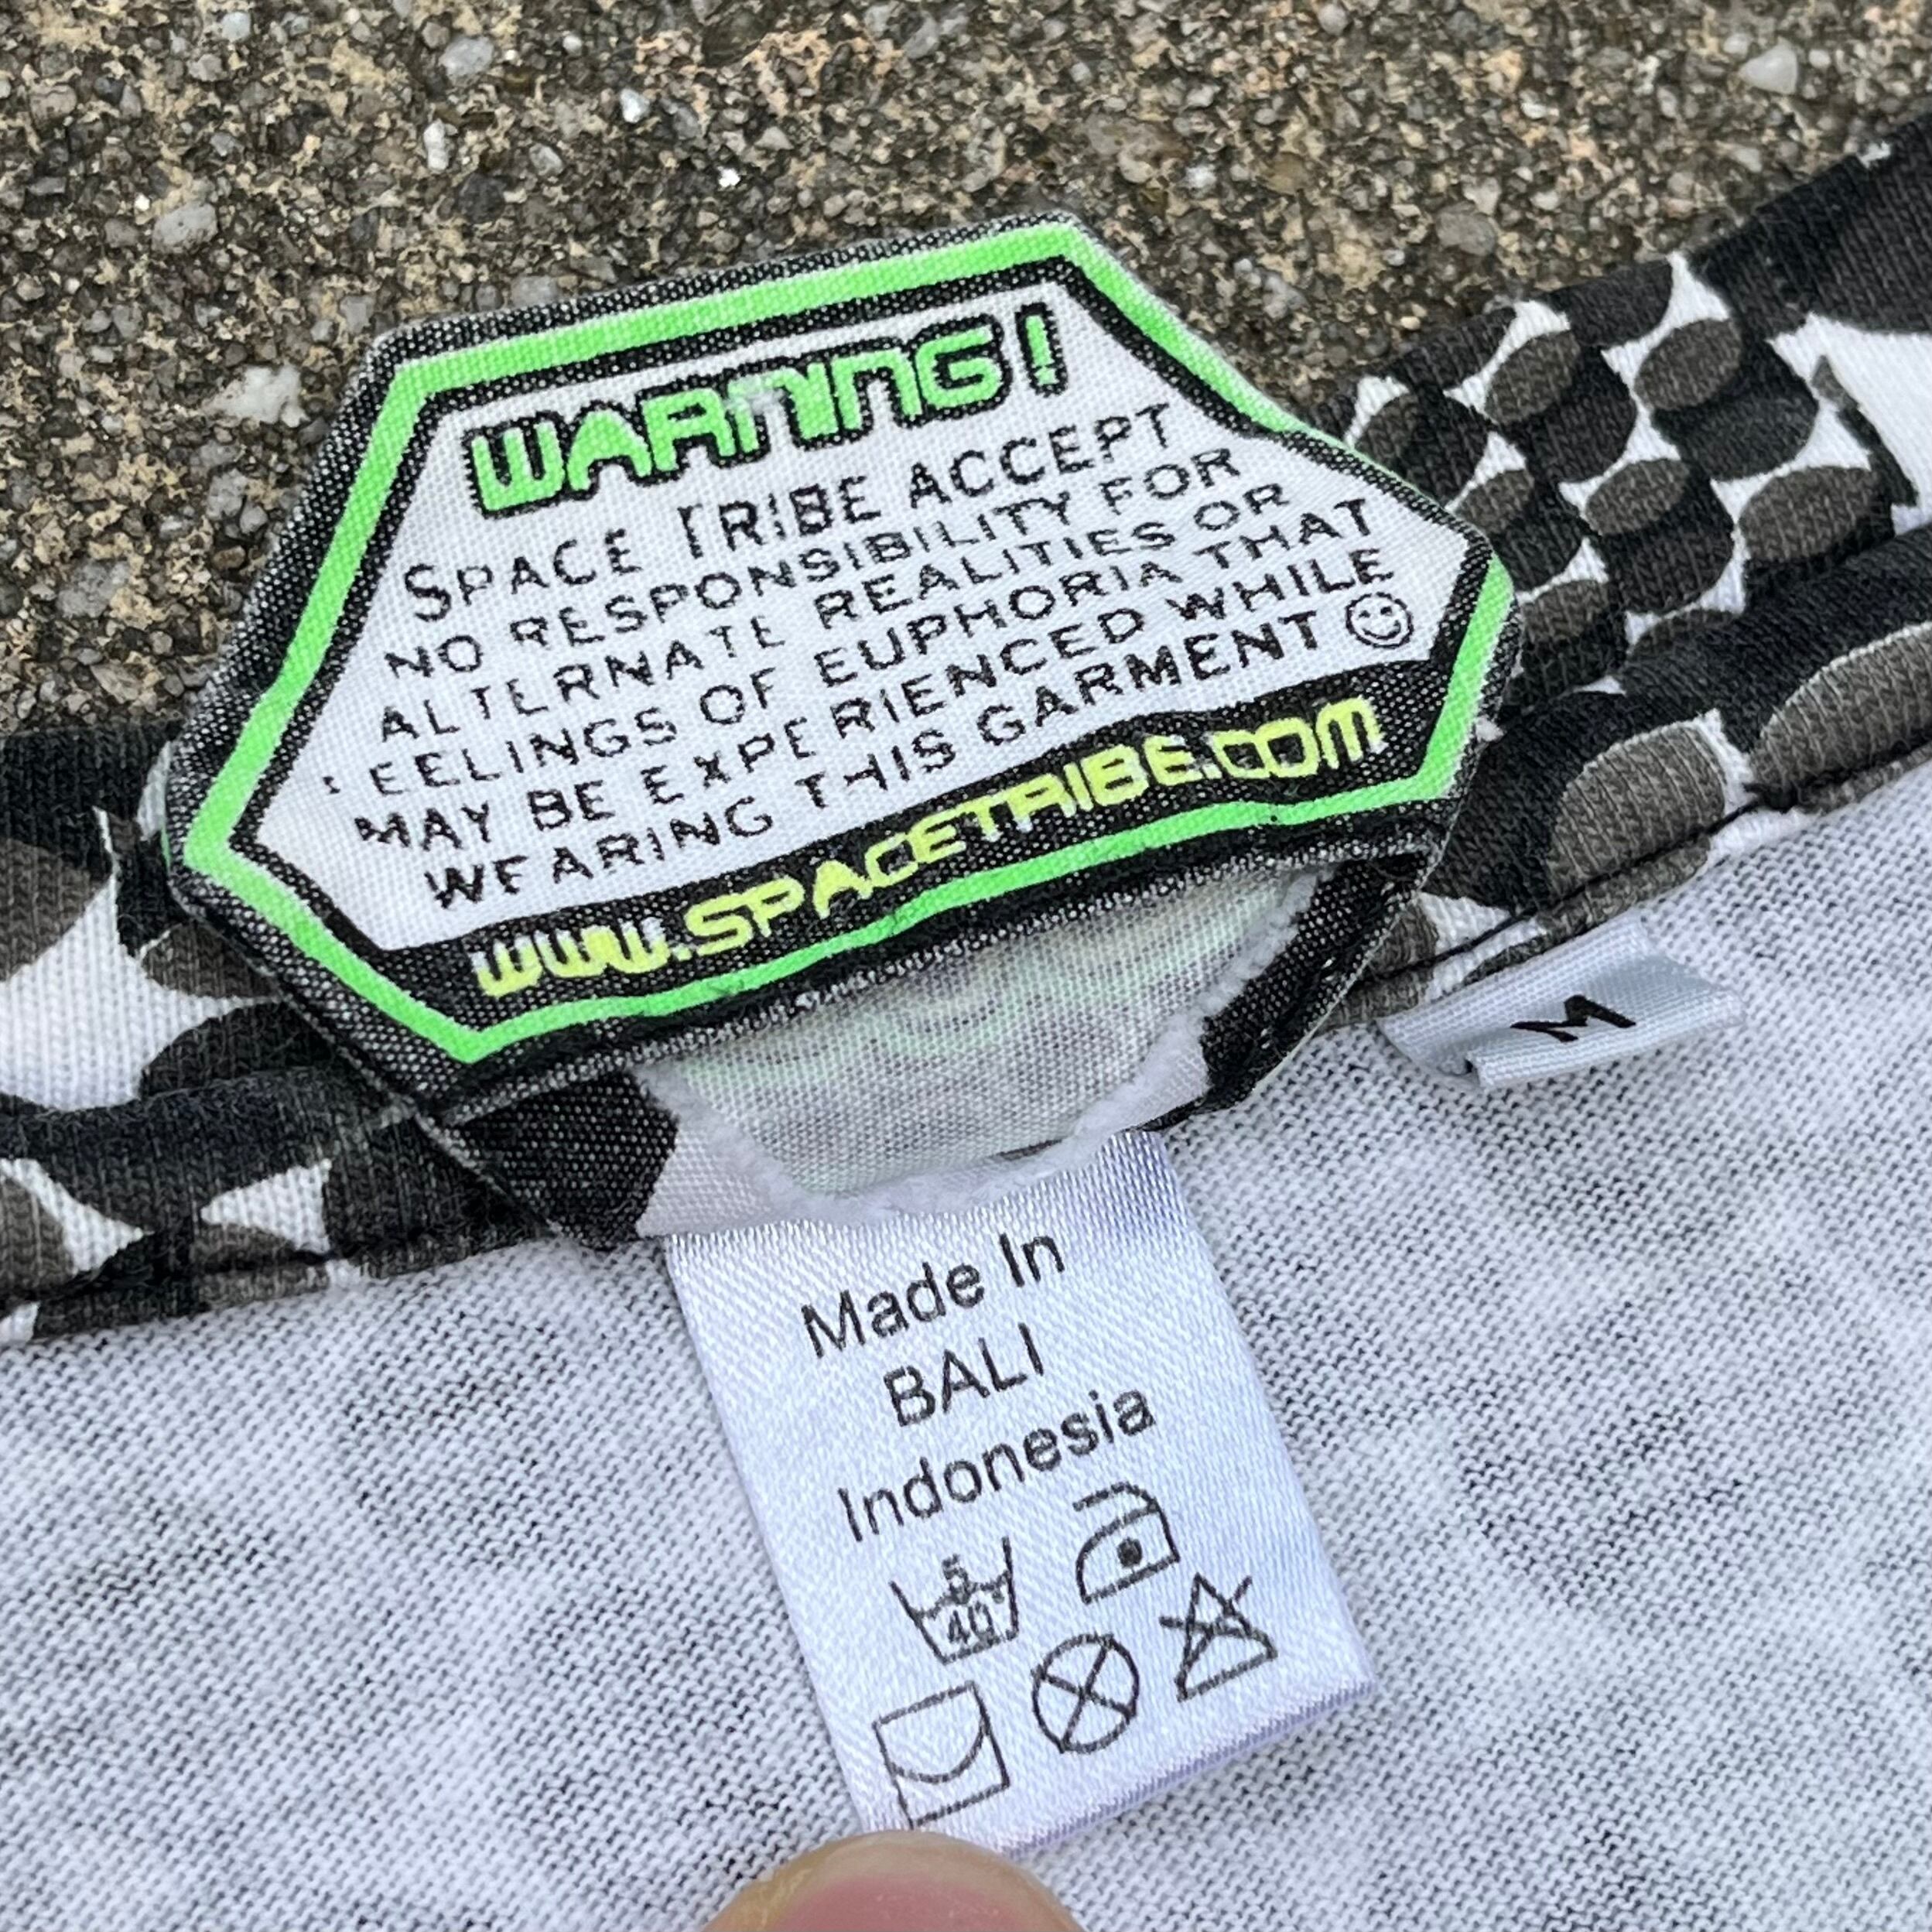 WARNING!
SPACE TRIBE ACCEPT
NO RESPONSIBILITY FOR
ALTERNATE REALITIES OR
FEELINGS OF EUPHORIA THAT
MAY BE EXPERIENCED WHILE
WEARING THIS GARMENT
WWW.SPACETRIBE.COM
M
Made In
BALI
Indonesia
5
40